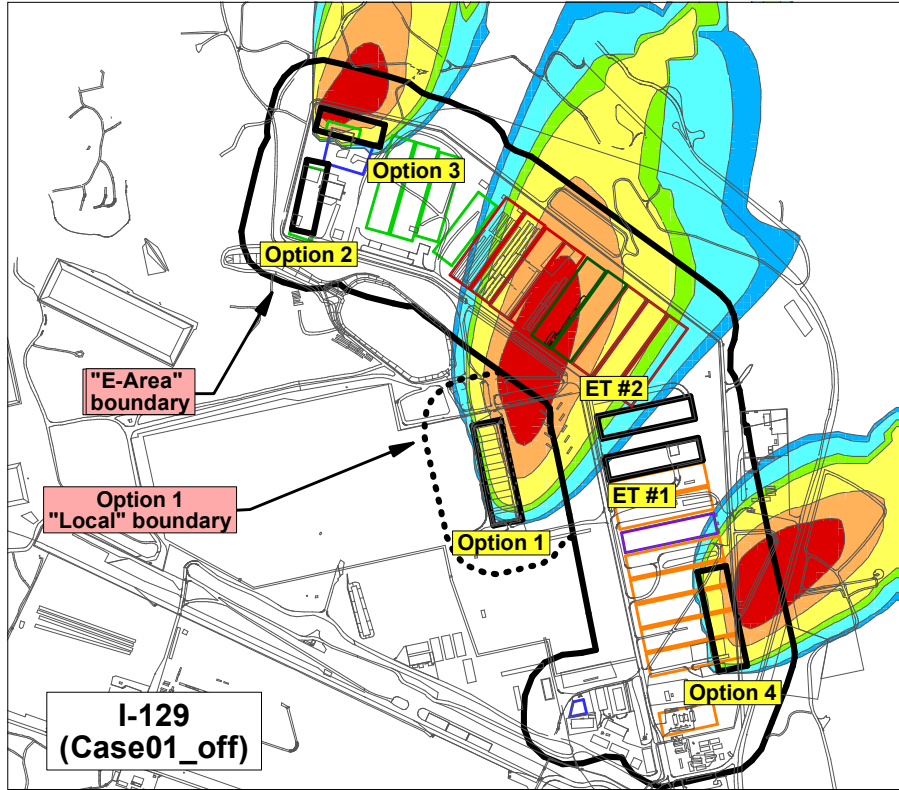 Option 3
Option 2
"E-Area"
boundary
ET #2
Option 1
"Local" boundary
ET #1
Option 1
Option 4
I-129
(Case01_off)